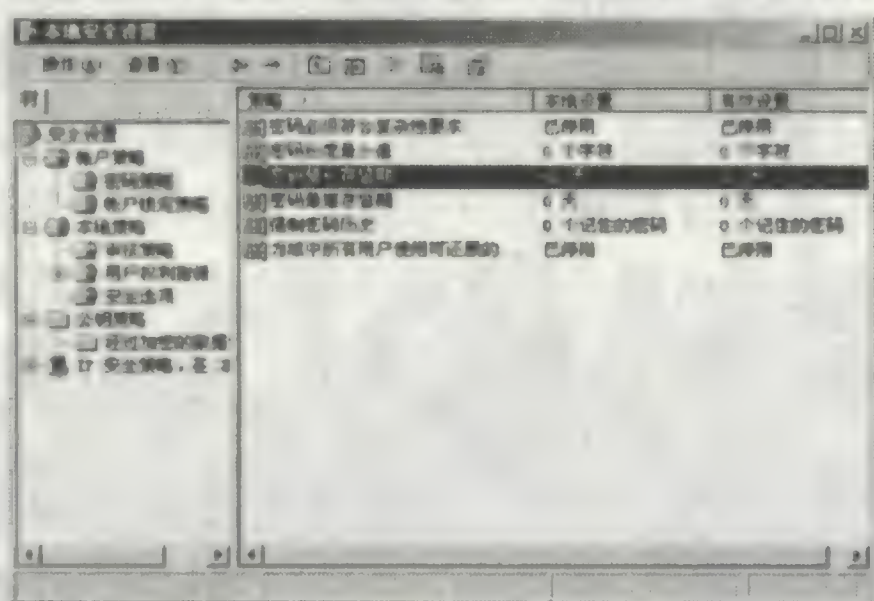 本地安全设置
操作(A) 查看(V)
树
策略 本地设置 有效设置
安全设置
帐户策略
密码策略
帐户锁定策略
本地策略
审核策略
用户权利指派
安全选项
公钥策略
经过加密的数据
IP 安全策略，在
密码必须符合复杂性要求 已停用 已停用
密码长度最小值 0 个字符 0 个字符
密码最短存留期 0 天 0 天
强制密码历史 0 个记住的密码 0 个记住的密码
为域中所有用户使用可还原的 已停用 已停用